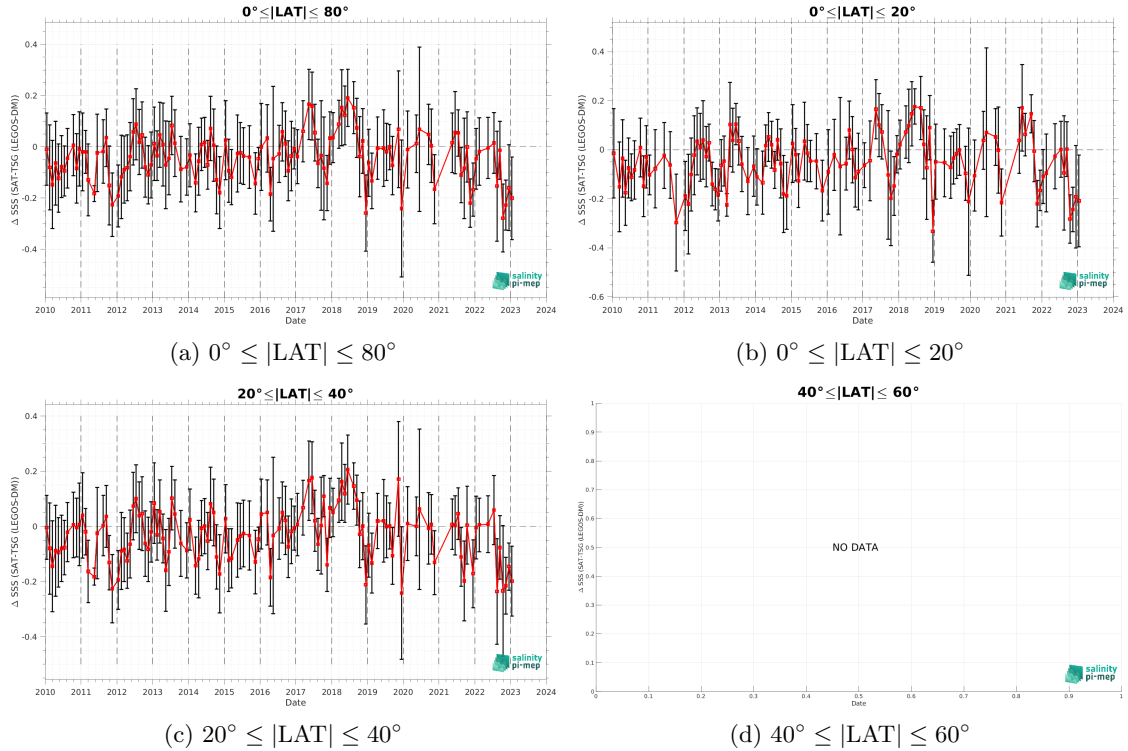 0°≤|LAT|≤ 80°
Δ SSS (SAT-TSG (LEGOS-DM))
0.4
0.2
0
-0.2
-0.4
2010 2011 2012 2013 2014 2015 2016 2017 2018 2019 2020 2021 2022 2023 2024
Date
salinity
pi-mep
(a) 0° ≤ |LAT| ≤ 80°
0°≤|LAT|≤ 20°
Δ SSS (SAT-TSG (LEGOS-DM))
0.4
0.2
0
-0.2
-0.4
-0.6
2010 2011 2012 2013 2014 2015 2016 2017 2018 2019 2020 2021 2022 2023 2024
Date
salinity
pi-mep
(b) 0° ≤ |LAT| ≤ 20°
20°≤|LAT|≤ 40°
Δ SSS (SAT-TSG (LEGOS-DM))
0.4
0.2
0
-0.2
-0.4
2010 2011 2012 2013 2014 2015 2016 2017 2018 2019 2020 2021 2022 2023 2024
Date
salinity
pi-mep
(c) 20° ≤ |LAT| ≤ 40°
40°≤|LAT|≤ 60°
Δ SSS (SAT-TSG (LEGOS-DM))
1
0.9
0.8
0.7
0.6
0.5
0.4
0.3
0.2
0.1
0
NO DATA
0 0.1 0.2 0.3 0.4 0.5 0.6 0.7 0.8 0.9 1
Date
salinity
pi-mep
(d) 40° ≤ |LAT| ≤ 60°